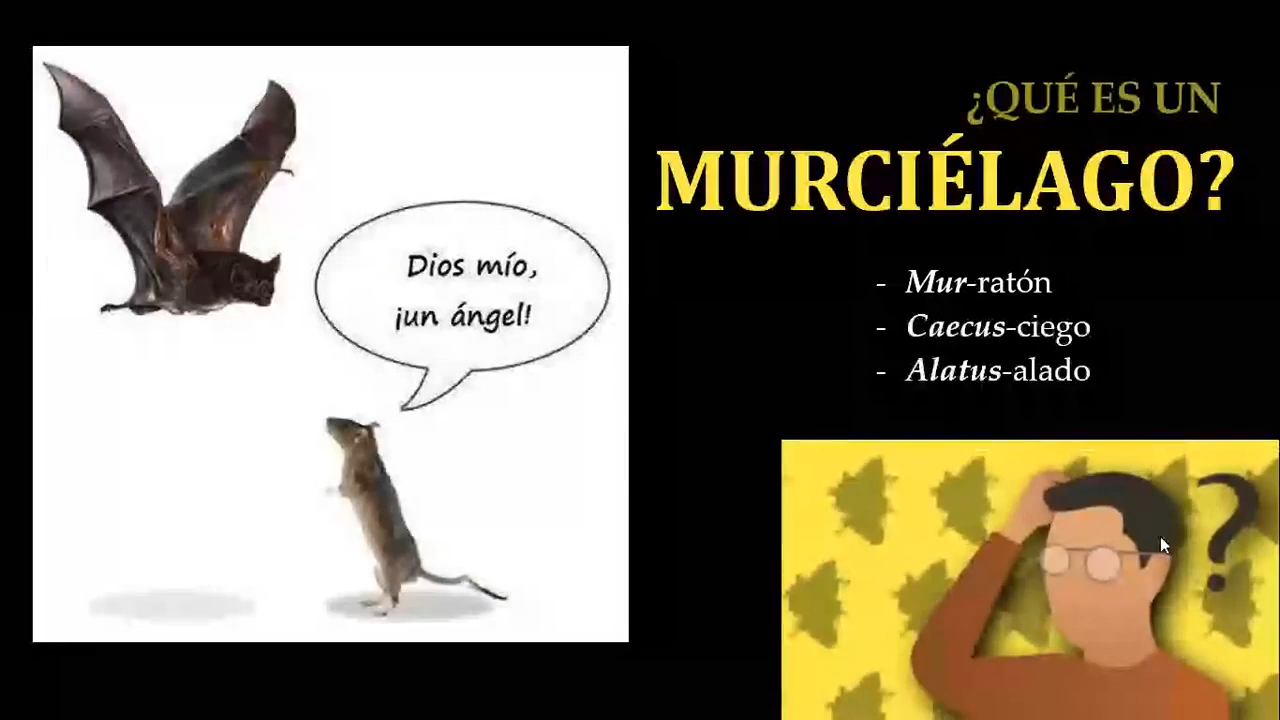 ¿QUÉ ES UN
MURCIÉLAGO?
Dios mío,
¡un ángel!
- Mur-ratón
- Caecus-ciego
- Alatus-alado
?